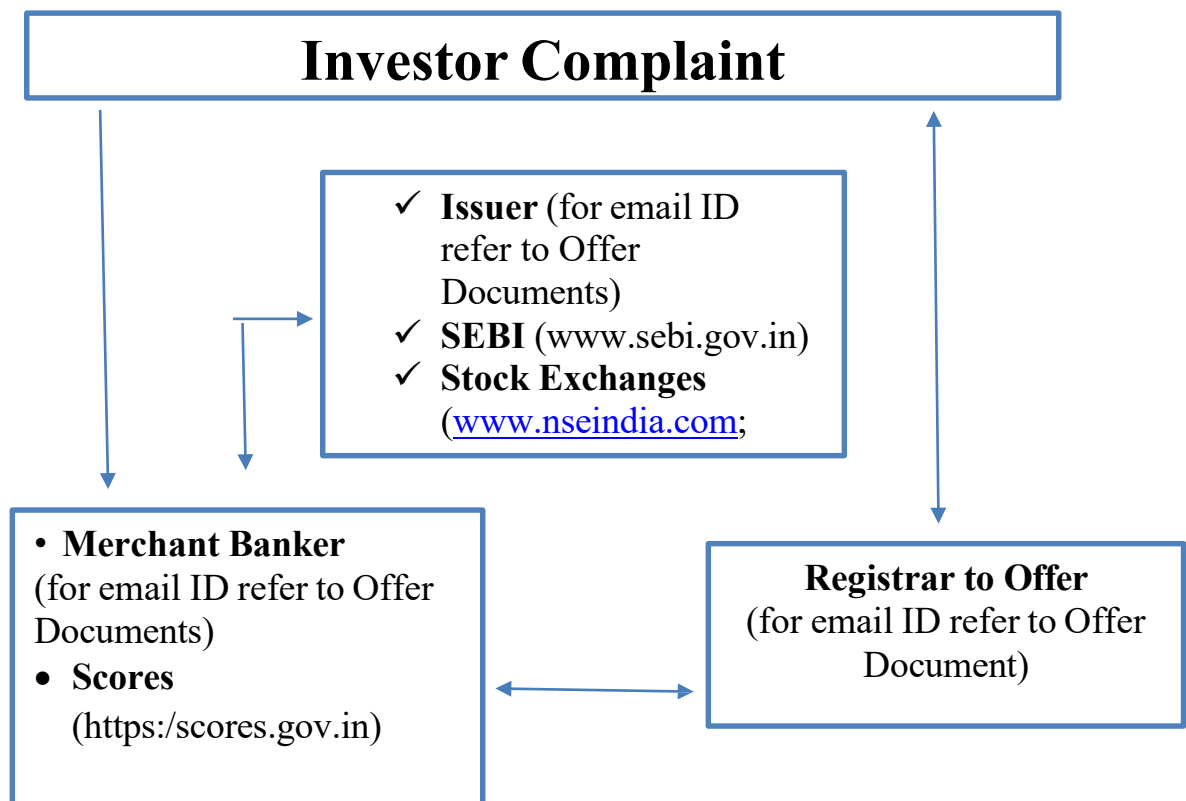 Investor Complaint
✓ Issuer (for email ID
refer to Offer
Documents)
✓ SEBI (www.sebi.gov.in)
✓ Stock Exchanges
(www.nseindia.com;
• Merchant Banker
(for email ID refer to Offer
Documents)
• Scores
(https:/scores.gov.in)
Registrar to Offer
(for email ID refer to Offer
Document)